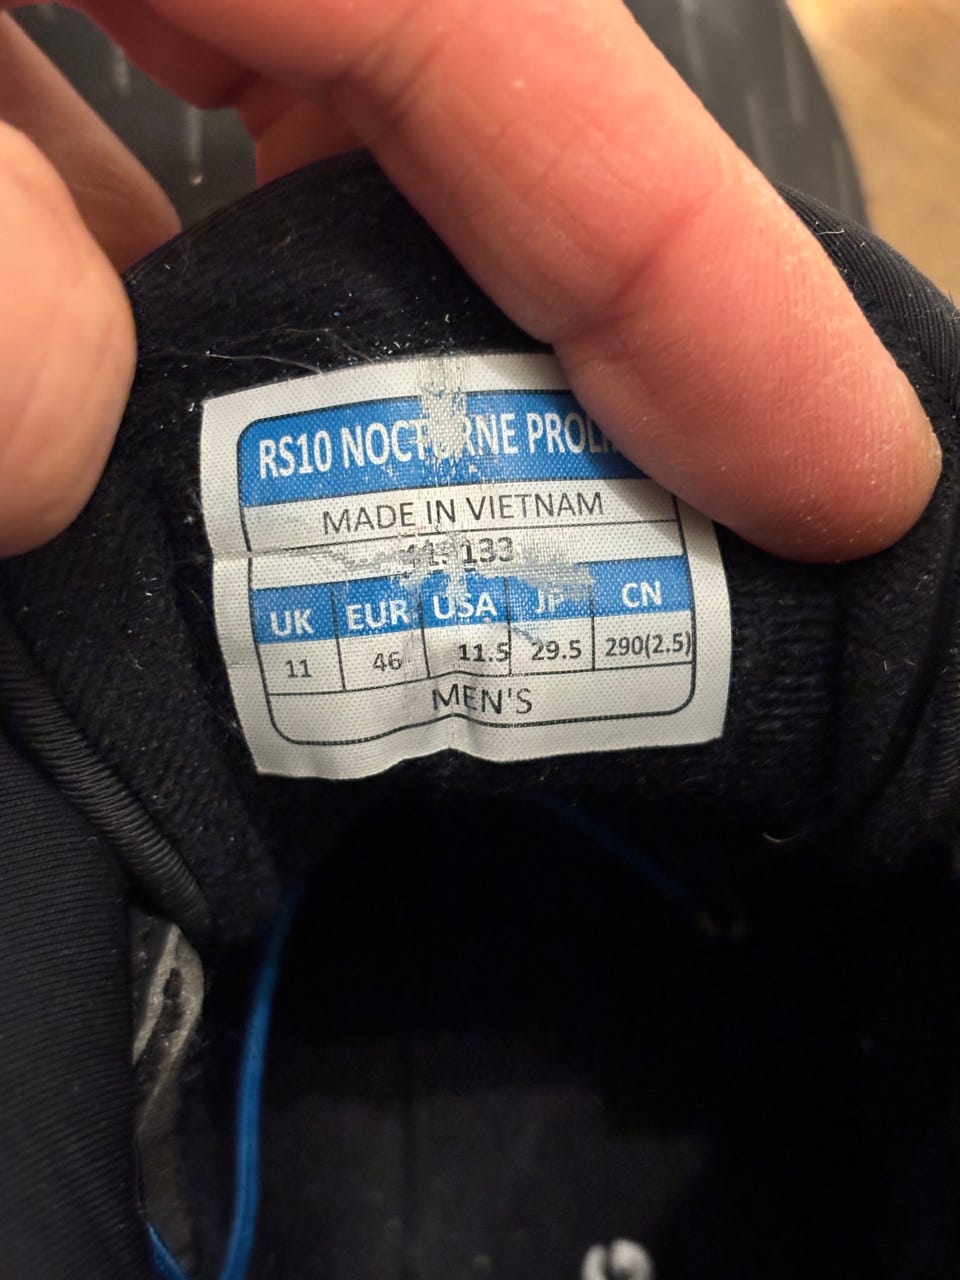 RS10 NOCTURNE
MADE IN VIETNAM
UK EUR USA JP CN
11 46 11.5 29.5 290(2.5)
MEN'S